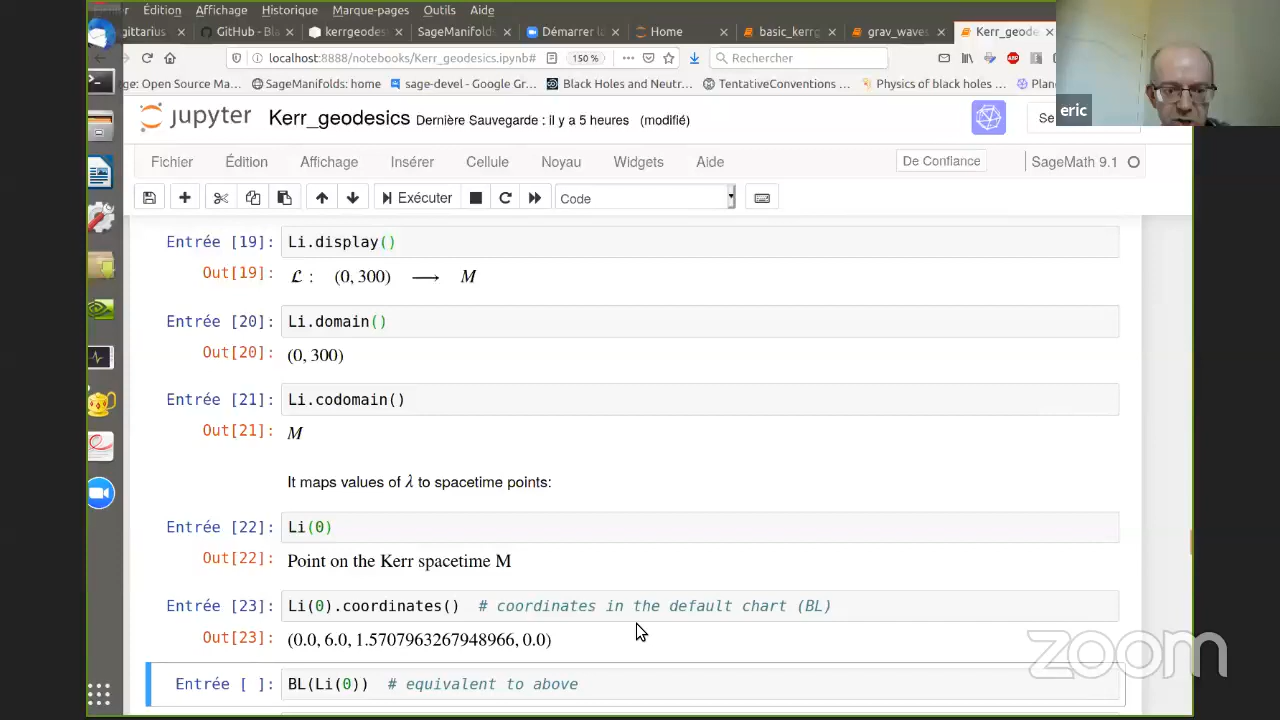 Édition Affichage Historique Marque-pages Outils Aide
gittarius
GitHub - Bl
kerrgeodes
SageManifolds
Démarrer l
Home
basic_kerrg
grav_waves
Kerr_geod
localhost:8888/notebooks/Kerr_geodesics.ipynb#
150 %
Rechercher
ge: Open Source Ma...
SageManifolds: home
sage-devel - Google Gr...
Black Holes and Neutr...
TentativeConventions ...
Physics of black holes ...
Plan
eric
jupyter Kerr_geodesics Dernière Sauvegarde : il y a 5 heures (modifié)
Se
Fichier Édition Affichage Insérer Cellule Noyau Widgets Aide
De Confiance
SageMath 9.1
Exécuter
Code
Entrée [19]: Li.display()
Out[19]: ℒ : (0, 300) ⟶ M
Entrée [20]: Li.domain()
Out[20]: (0, 300)
Entrée [21]: Li.codomain()
Out[21]: M
It maps values of λ to spacetime points:
Entrée [22]: Li(0)
Out[22]: Point on the Kerr spacetime M
Entrée [23]: Li(0).coordinates() # coordinates in the default chart (BL)
Out[23]: (0.0, 6.0, 1.5707963267948966, 0.0)
zoom
Entrée [ ]: BL(Li(0)) # equivalent to above